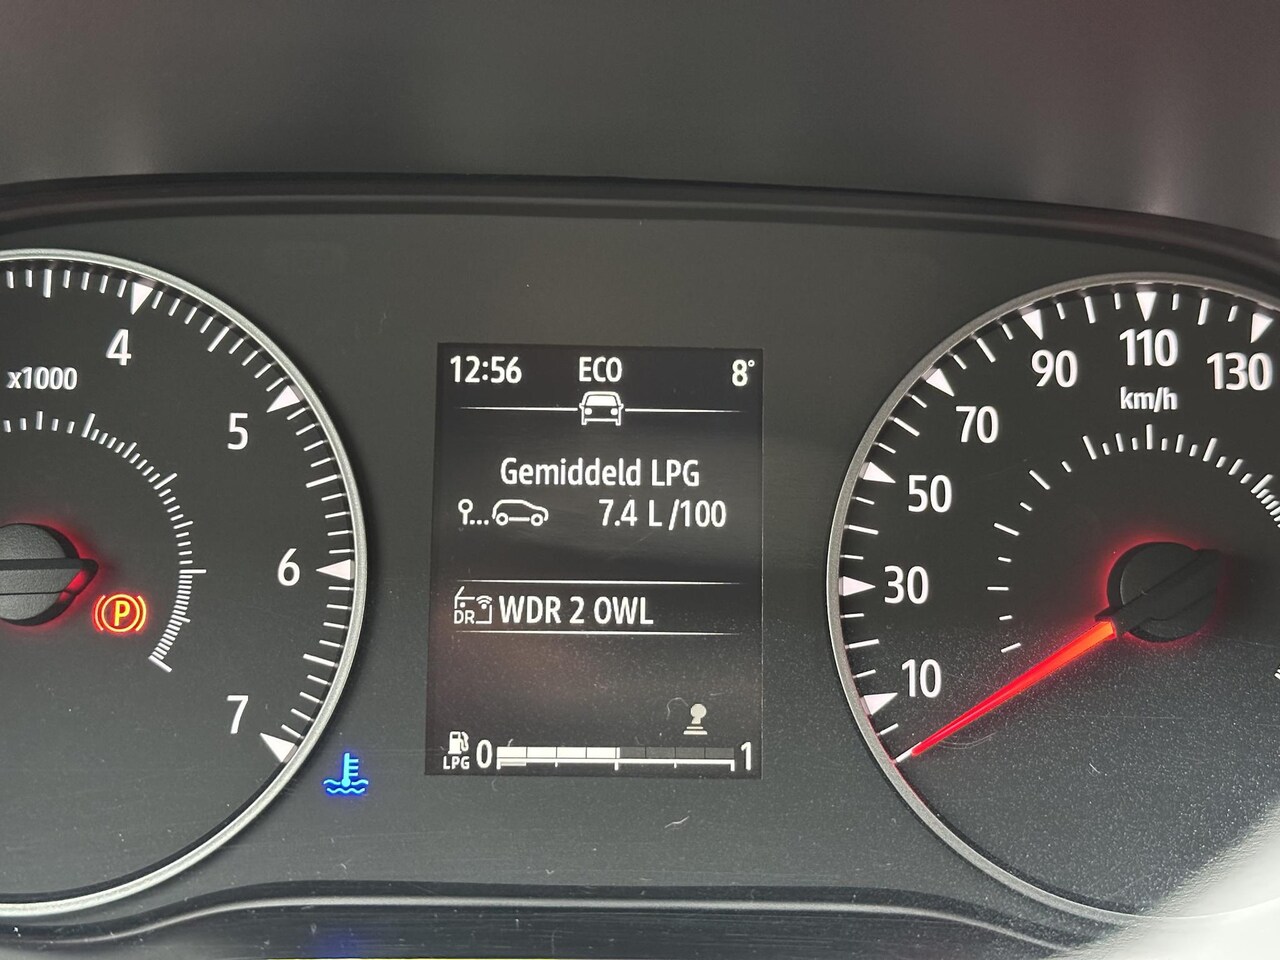 12:56 ECO 8°
Gemiddeld LPG
7.4 L/100
DR WDR 2 OWL
LPG 0 1
x1000
4
5
6
7
P
10
30
50
70
90
110
130
km/h